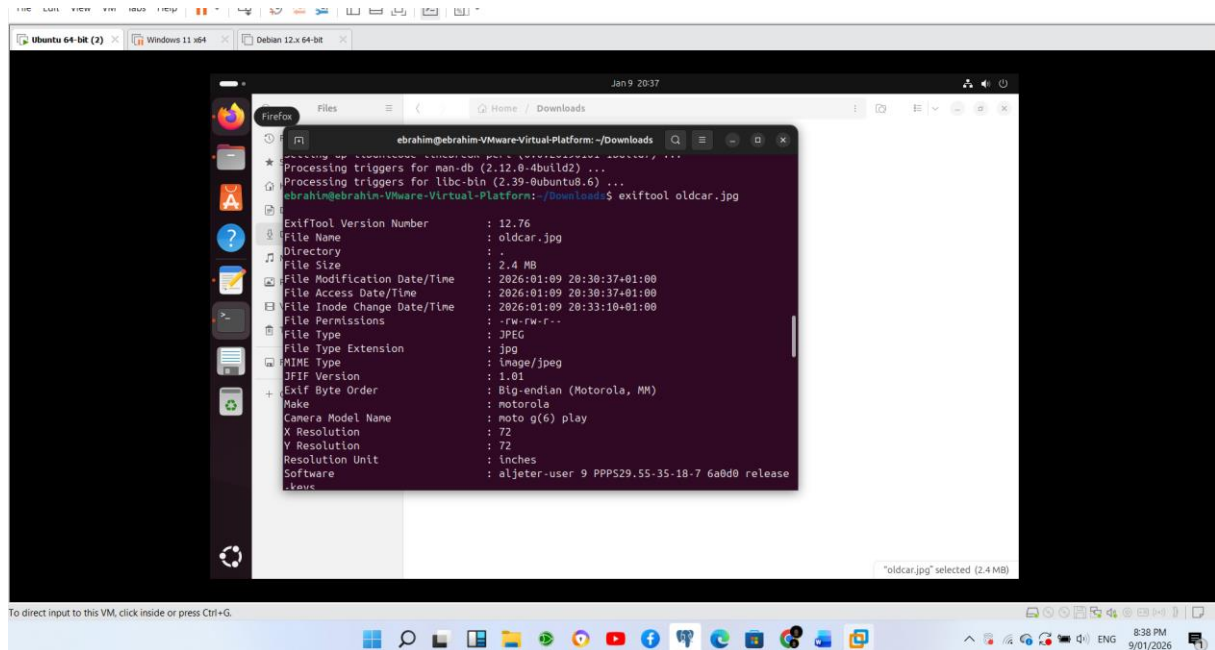 File Edit View VM Tabs Help
Ubuntu 64-bit (2)
Windows 11 x64
Debian 12.x 64-bit
Jan 9 20:37
Files
Home / Downloads
Firefox
ebrahim@ebrahim-VMware-Virtual-Platform: ~/Downloads
Processing triggers for man-db (2.12.0-4build2) ...
Processing triggers for libc-bin (2.39-0ubuntu8.6) ...
ebrahim@ebrahim-VMware-Virtual-Platform:~/Downloads$ exiftool oldcar.jpg
ExifTool Version Number : 12.76
File Name : oldcar.jpg
Directory : .
File Size : 2.4 MB
File Modification Date/Time : 2026:01:09 20:30:37+01:00
File Access Date/Time : 2026:01:09 20:30:37+01:00
File Inode Change Date/Time : 2026:01:09 20:33:10+01:00
File Permissions : -rw-rw-r--
File Type : JPEG
File Type Extension : jpg
MIME Type : image/jpeg
JFIF Version : 1.01
Exif Byte Order : Big-endian (Motorola, MM)
Make : motorola
Camera Model Name : moto g(6) play
X Resolution : 72
Y Resolution : 72
Resolution Unit : inches
Software : aljeter-user 9 PPPS29.55-35-18-7 6a0d0 release
-keys
"oldcar.jpg" selected (2.4 MB)
To direct input to this VM, click inside or press Ctrl+G.
ENG
8:38 PM
9/01/2026